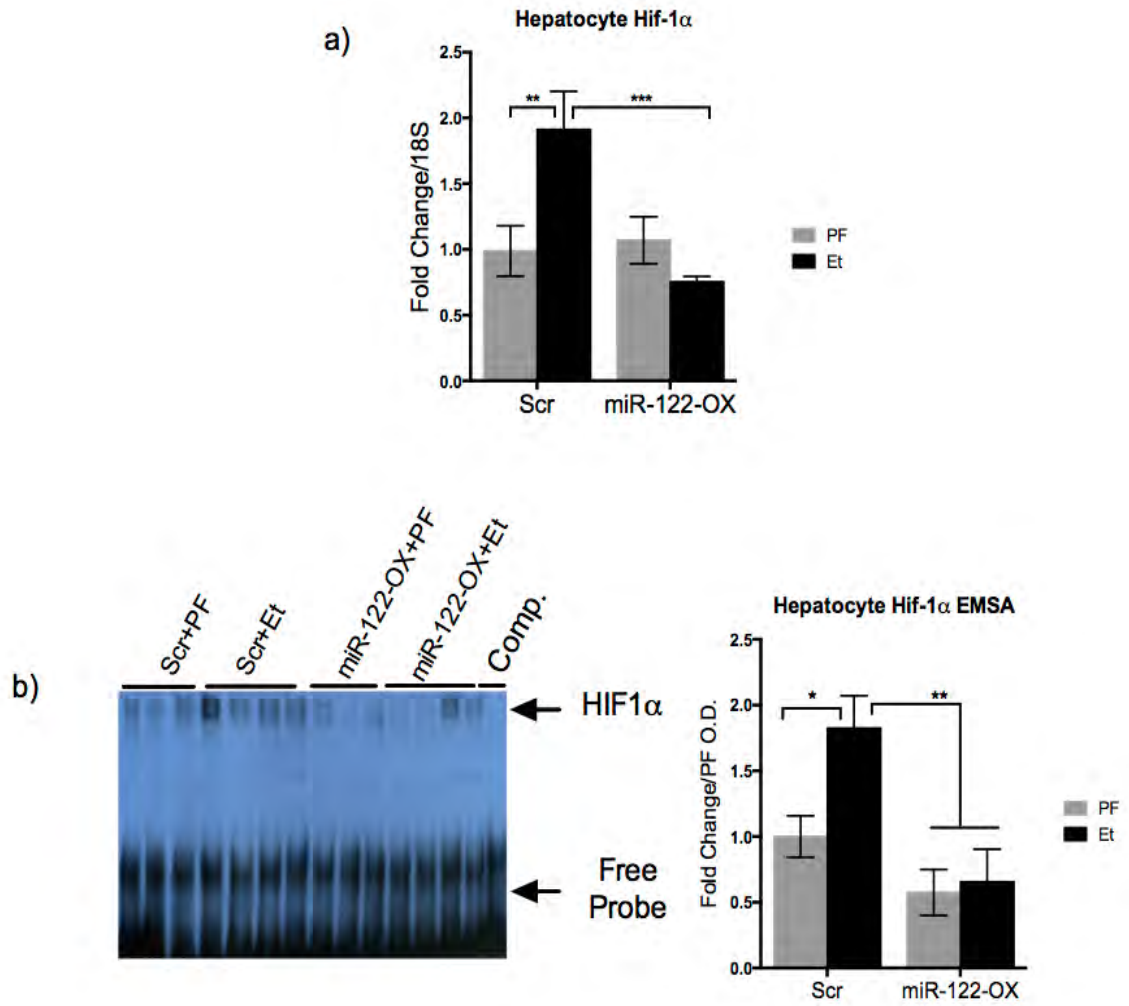 a)
Hepatocyte Hif-1α
Fold Change/18S
2.5
2.0
1.5
1.0
0.5
0.0
**
***
Scr
miR-122-OX
PF
Et
b)
Scr+PF
Scr+Et
miR-122-OX+PF
miR-122-OX+Et
Comp.
HIF1α
Free
Probe
Hepatocyte Hif-1α EMSA
Fold Change/PF O.D.
2.5
2.0
1.5
1.0
0.5
0.0
*
**
Scr
miR-122-OX
PF
Et